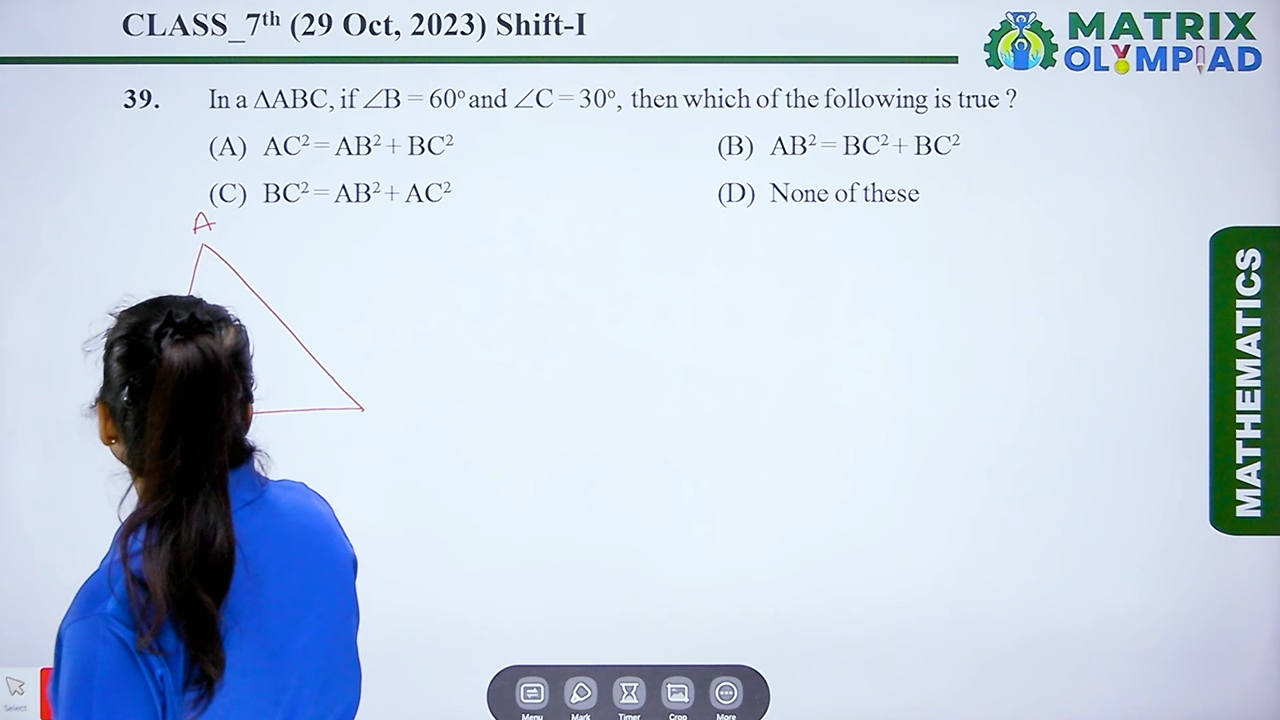 CLASS_7th (29 Oct, 2023) Shift-I
MATRIX
OLYMPIAD
39. In a ΔABC, if ∠B = 60° and ∠C = 30°, then which of the following is true ?
(A) AC² = AB² + BC²
(B) AB² = BC² + BC²
(C) BC² = AB² + AC²
(D) None of these
A
MATHEMATICS
Select
Menu
Mark
Timer
Crop
More